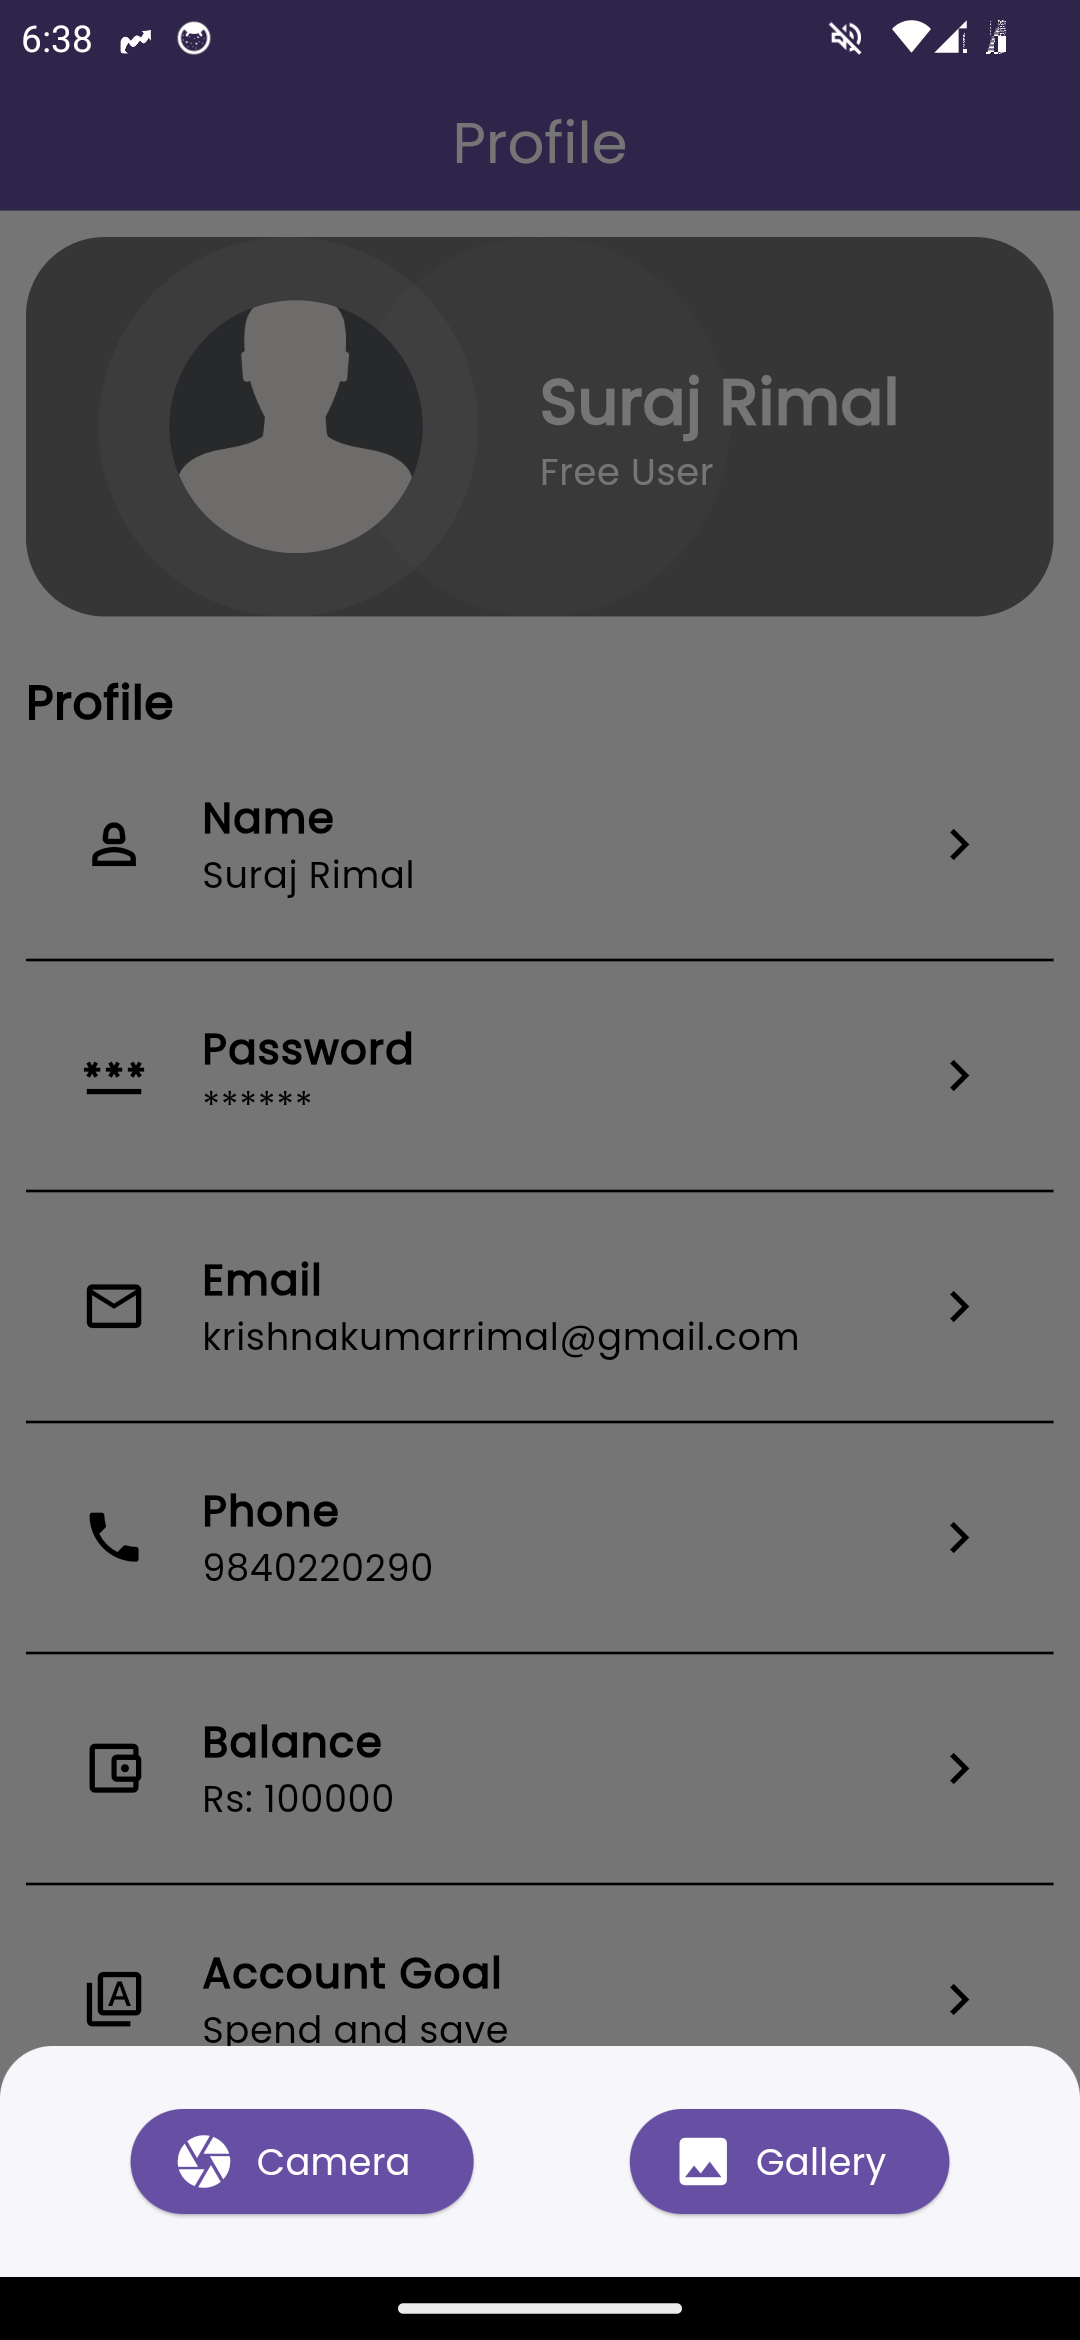 6:38
Profile
Suraj Rimal
Free User
Profile
Name
Suraj Rimal
Password
******
Email
krishnakumarrimal@gmail.com
Phone
9840220290
Balance
Rs: 100000
Account Goal
Spend and save
Camera
Gallery